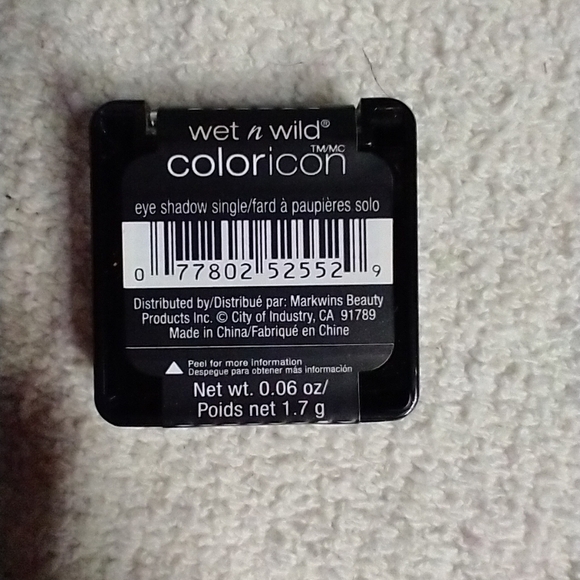 wet n wild®
coloricon TM/MC
eye shadow single/fard à paupières solo
0 77802 52552 9
Distributed by/Distribué par: Markwins Beauty
Products Inc. © City of Industry, CA 91789
Made in China/Fabriqué en Chine
Peel for more information
Despegue para obtener más información
Net wt. 0.06 oz/
Poids net 1.7 g